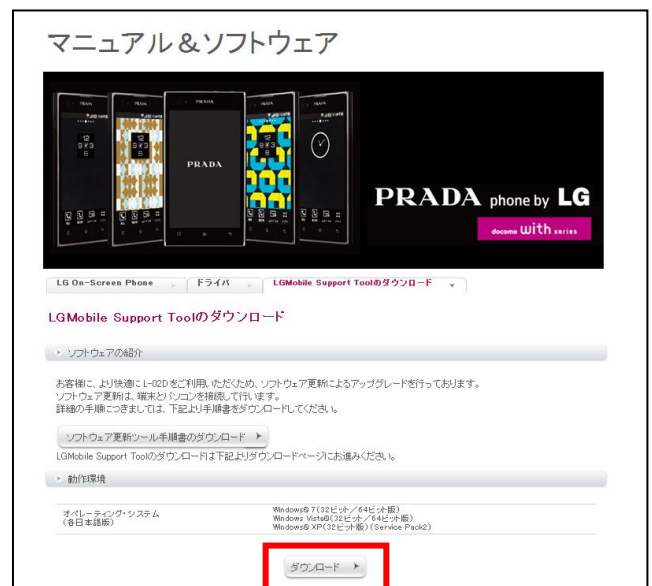 マニュアル＆ソフトウェア
PRADA
PRADA phone by LG
docomo with series
LG On-Screen Phone
ドライバ
LGMobile Support Toolのダウンロード
LGMobile Support Toolのダウンロード
ソフトウェアの紹介
お客様に、より快適に L-02D をご利用いただくため、ソフトウェア更新によるアップグレードを行っております。
ソフトウェア更新は、端末とパソコンを接続して行います。
詳細の手順につきましては、下記より手順書をダウンロードしてください。
ソフトウェア更新ツール手順書のダウンロード
LGMobile Support Toolのダウンロードは下記よりダウンロードページにお進みください。
動作環境
オペレーティング・システム
(各日本語版)
Windows® 7(32ビット／64ビット版)
Windows Vista®(32ビット／64ビット版)
Windows® XP(32ビット版)(Service Pack2)
ダウンロード